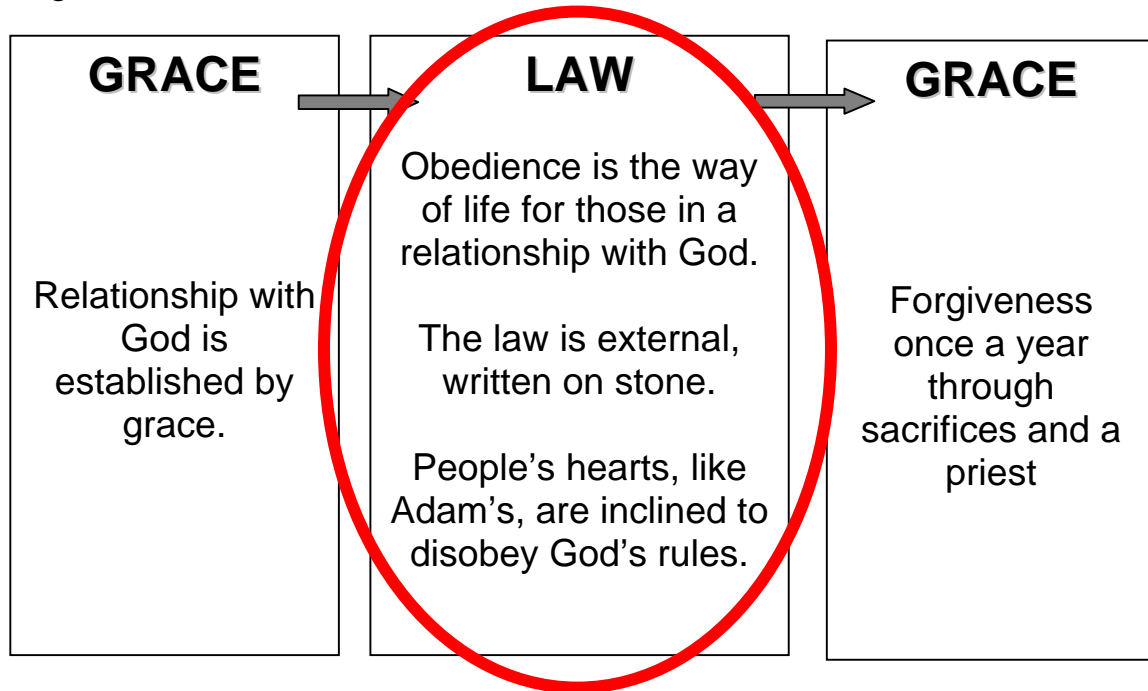 GRACE
Relationship with
God is
established by
grace.
LAW
Obedience is the way
of life for those in a
relationship with God.
The law is external,
written on stone.
People’s hearts, like
Adam’s, are inclined to
disobey God’s rules.
GRACE
Forgiveness
once a year
through
sacrifices and a
priest